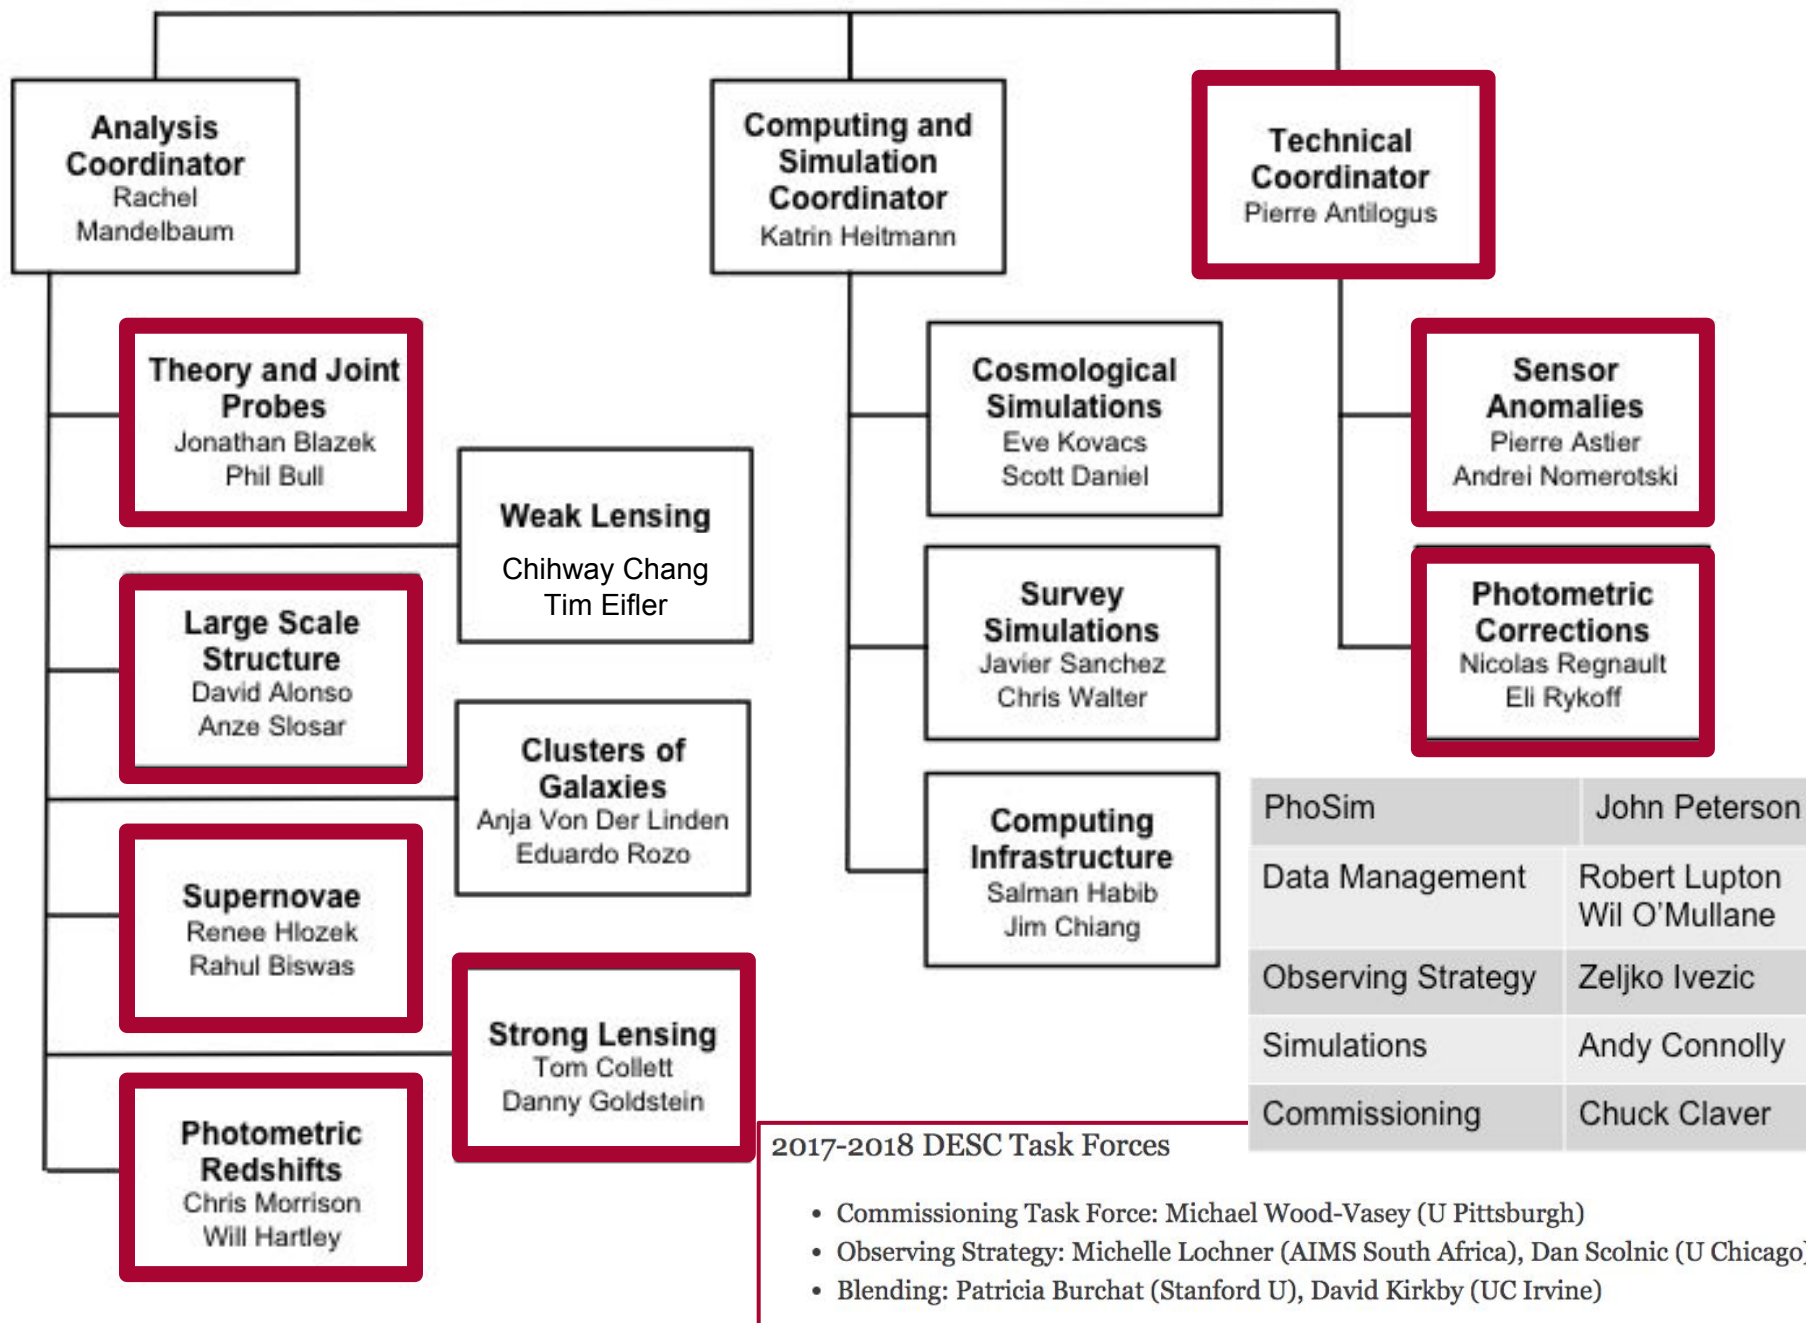 Analysis
Coordinator
Rachel
Mandelbaum
Computing and
Simulation
Coordinator
Katrin Heitmann
Technical
Coordinator
Pierre Antilogus
Theory and Joint
Probes
Jonathan Blazek
Phil Bull
Weak Lensing
Chihway Chang
Tim Eifler
Large Scale
Structure
David Alonso
Anze Slosar
Clusters of
Galaxies
Anja Von Der Linden
Eduardo Rozo
Supernovae
Renee Hlozek
Rahul Biswas
Strong Lensing
Tom Collett
Danny Goldstein
Photometric
Redshifts
Chris Morrison
Will Hartley
Cosmological
Simulations
Eve Kovacs
Scott Daniel
Survey
Simulations
Javier Sanchez
Chris Walter
Computing
Infrastructure
Salman Habib
Jim Chiang
Sensor
Anomalies
Pierre Astier
Andrei Nomerotski
Photometric
Corrections
Nicolas Regnault
Eli Rykoff
PhoSim John Peterson
Data Management Robert Lupton
Wil O'Mullane
Observing Strategy Zeljko Ivezic
Simulations Andy Connolly
Commissioning Chuck Claver
2017-2018 DESC Task Forces
• Commissioning Task Force: Michael Wood-Vasey (U Pittsburgh)
• Observing Strategy: Michelle Lochner (AIMS South Africa), Dan Scolnic (U Chicago)
• Blending: Patricia Burchat (Stanford U), David Kirkby (UC Irvine)